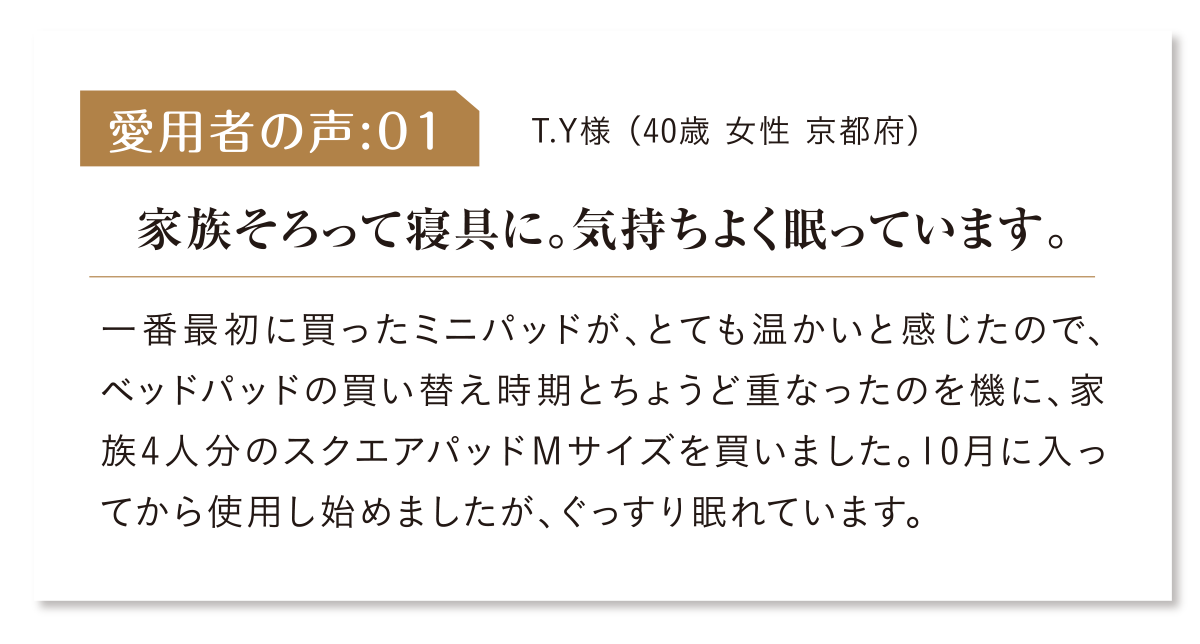 愛用者の声:01
T.Y様（40歳 女性 京都府）
家族そろって寝具に。気持ちよく眠っています。
一番最初に買ったミニパッドが、とても温かいと感じたので、
ベッドパッドの買い替え時期とちょうど重なったのを機に、家
族4人分のスクエアパッドMサイズを買いました。10月に入っ
てから使用し始めましたが、ぐっすり眠れています。